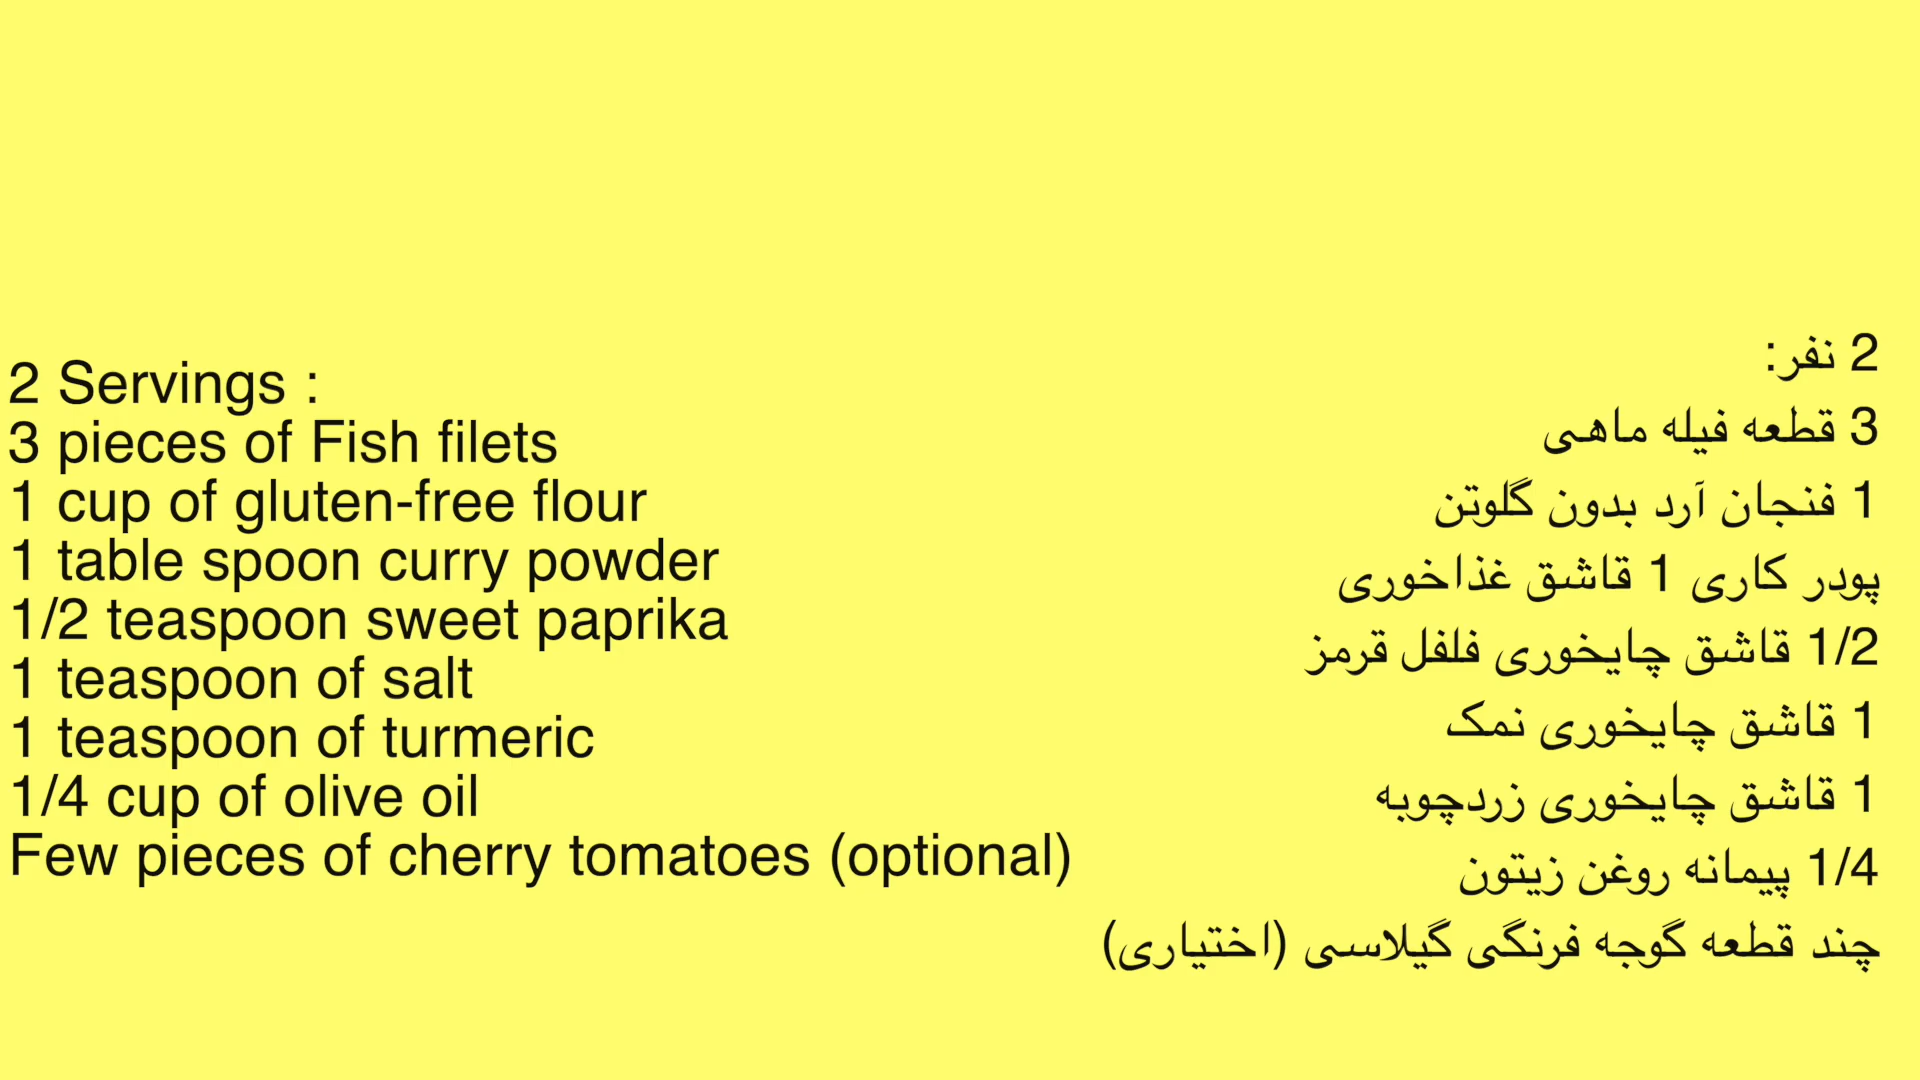 2 Servings :
3 pieces of Fish filets
1 cup of gluten-free flour
1 table spoon curry powder
1/2 teaspoon sweet paprika
1 teaspoon of salt
1 teaspoon of turmeric
1/4 cup of olive oil
Few pieces of cherry tomatoes (optional)
2 نفر:
3 قطعه فیله ماهی
1 فنجان آرد بدون گلوتن
پودر کاری 1 قاشق غذاخوری
1/2 قاشق چایخوری فلفل قرمز
1 قاشق چایخوری نمک
1 قاشق چایخوری زردچوبه
1/4 پیمانه روغن زیتون
چند قطعه گوجه فرنگی گیلاسی (اختیاری)